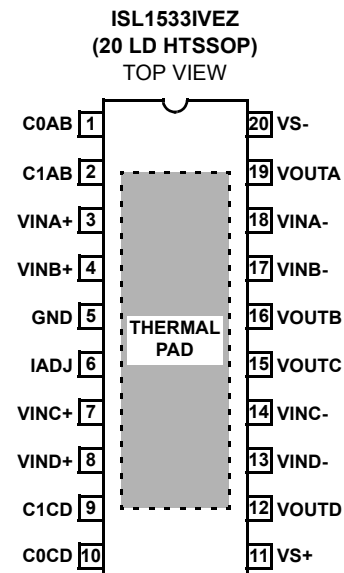 ISL1533IVEZ
(20 LD HTSSOP)
TOP VIEW
C0AB 1 20 VS-
C1AB 2 19 VOUTA
VINA+ 3 18 VINA-
VINB+ 4 17 VINB-
GND 5 16 VOUTB
THERMAL
PAD
IADJ 6 15 VOUTC
VINC+ 7 14 VINC-
VIND+ 8 13 VIND-
C1CD 9 12 VOUTD
C0CD 10 11 VS+